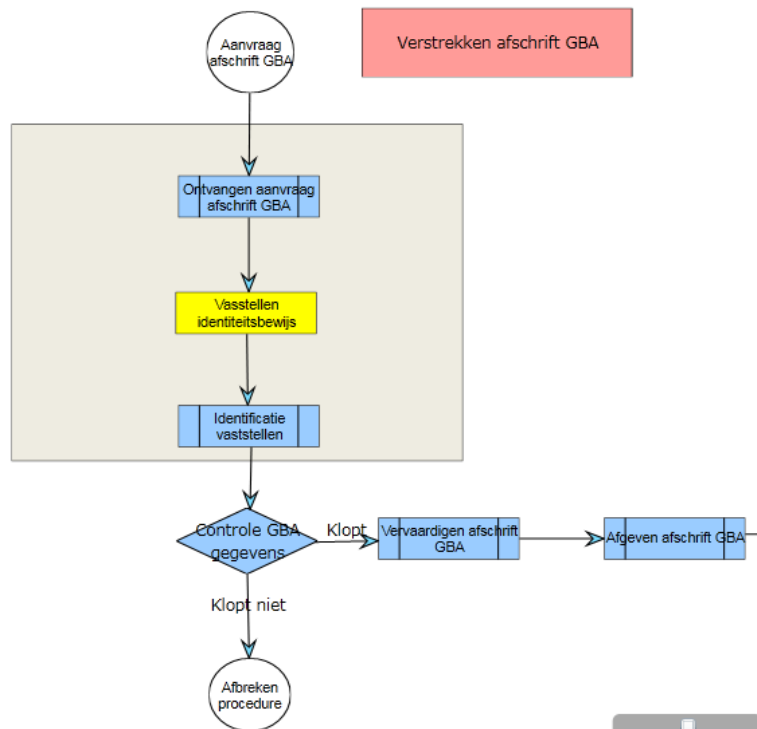 Aanvraag
afschrift GBA
Verstrekken afschrift GBA
Ontvangen aanvraag
afschrift GBA
Vasstellen
identiteitsbewijs
Identificatie
vaststellen
Controle GBA
gegevens
Klopt
Vervaardigen afschrift
GBA
Afgeven afschrift GBA
Klopt niet
Afbreken
procedure